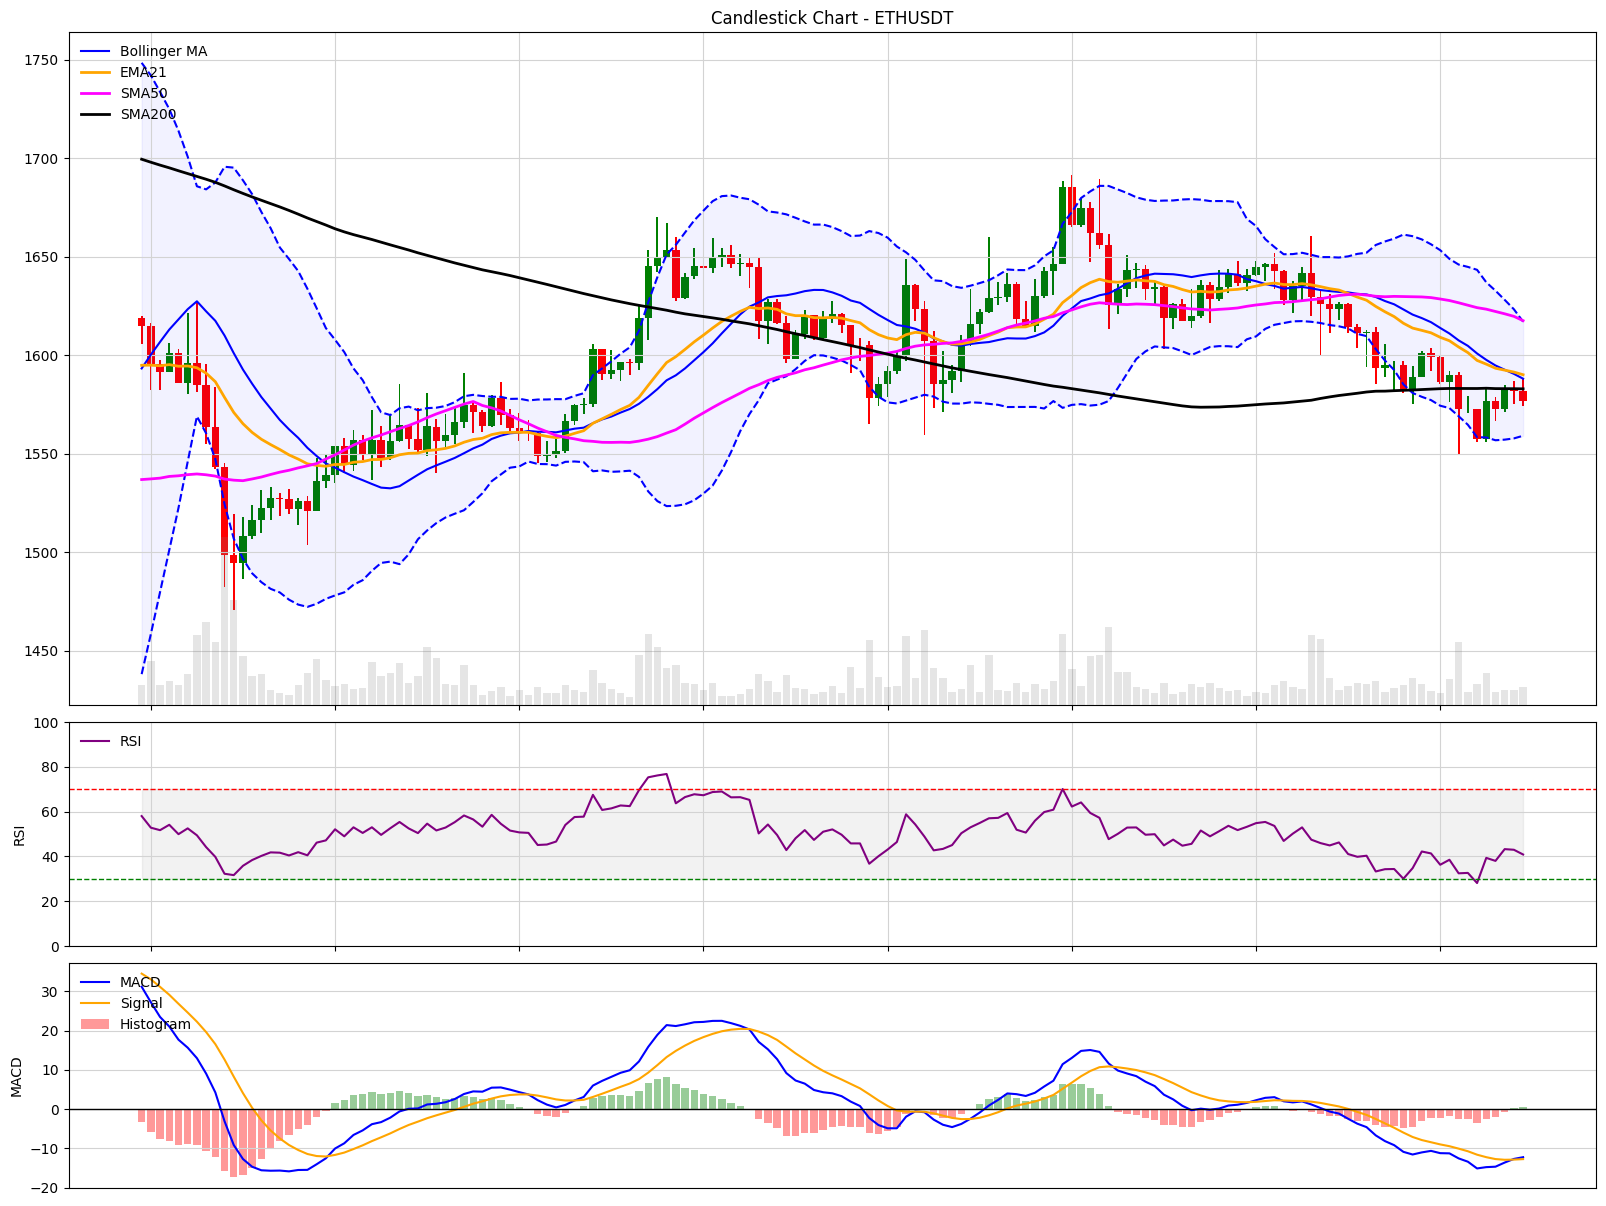 Candlestick Chart - ETHUSDT
Bollinger MA
EMA21
SMA50
SMA200
1750
1700
1650
1600
1550
1500
1450
RSI
100
80
60
40
20
0
RSI
MACD
Signal
Histogram
30
20
10
0
−10
−20
MACD